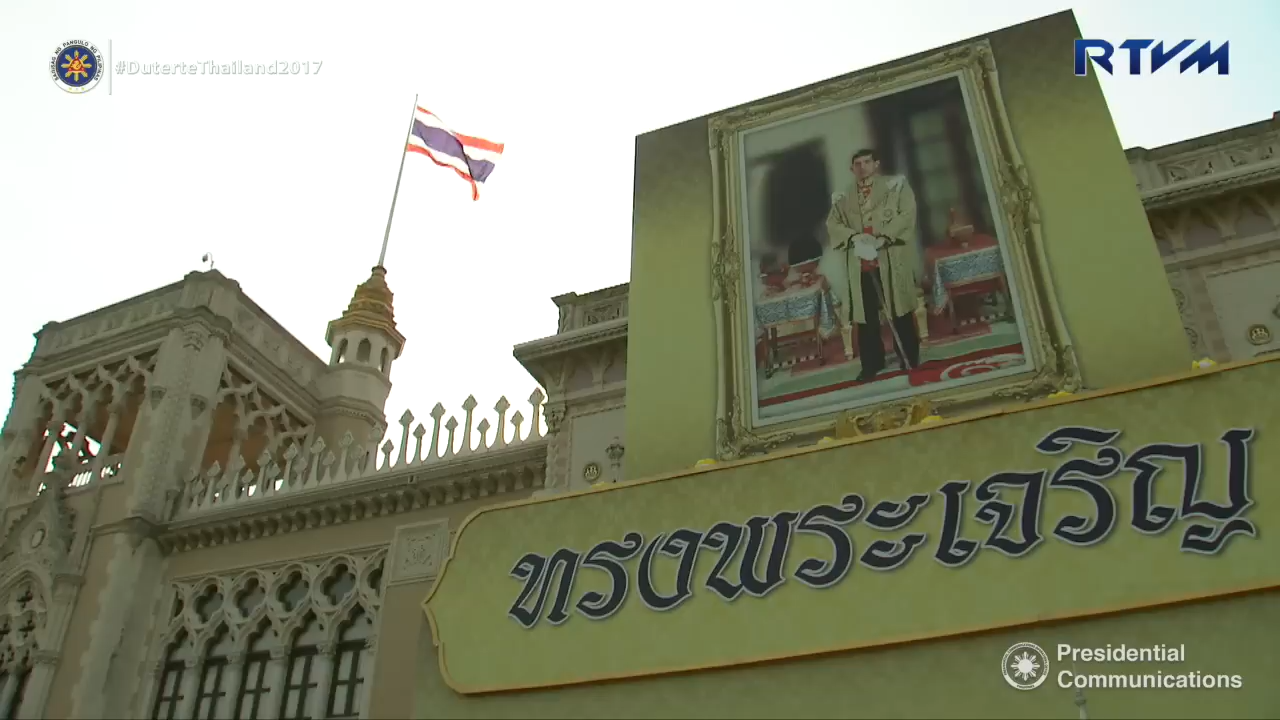 #DuterteThailand2017
RTVM
ทรงพระเจริญ
Presidential
Communications